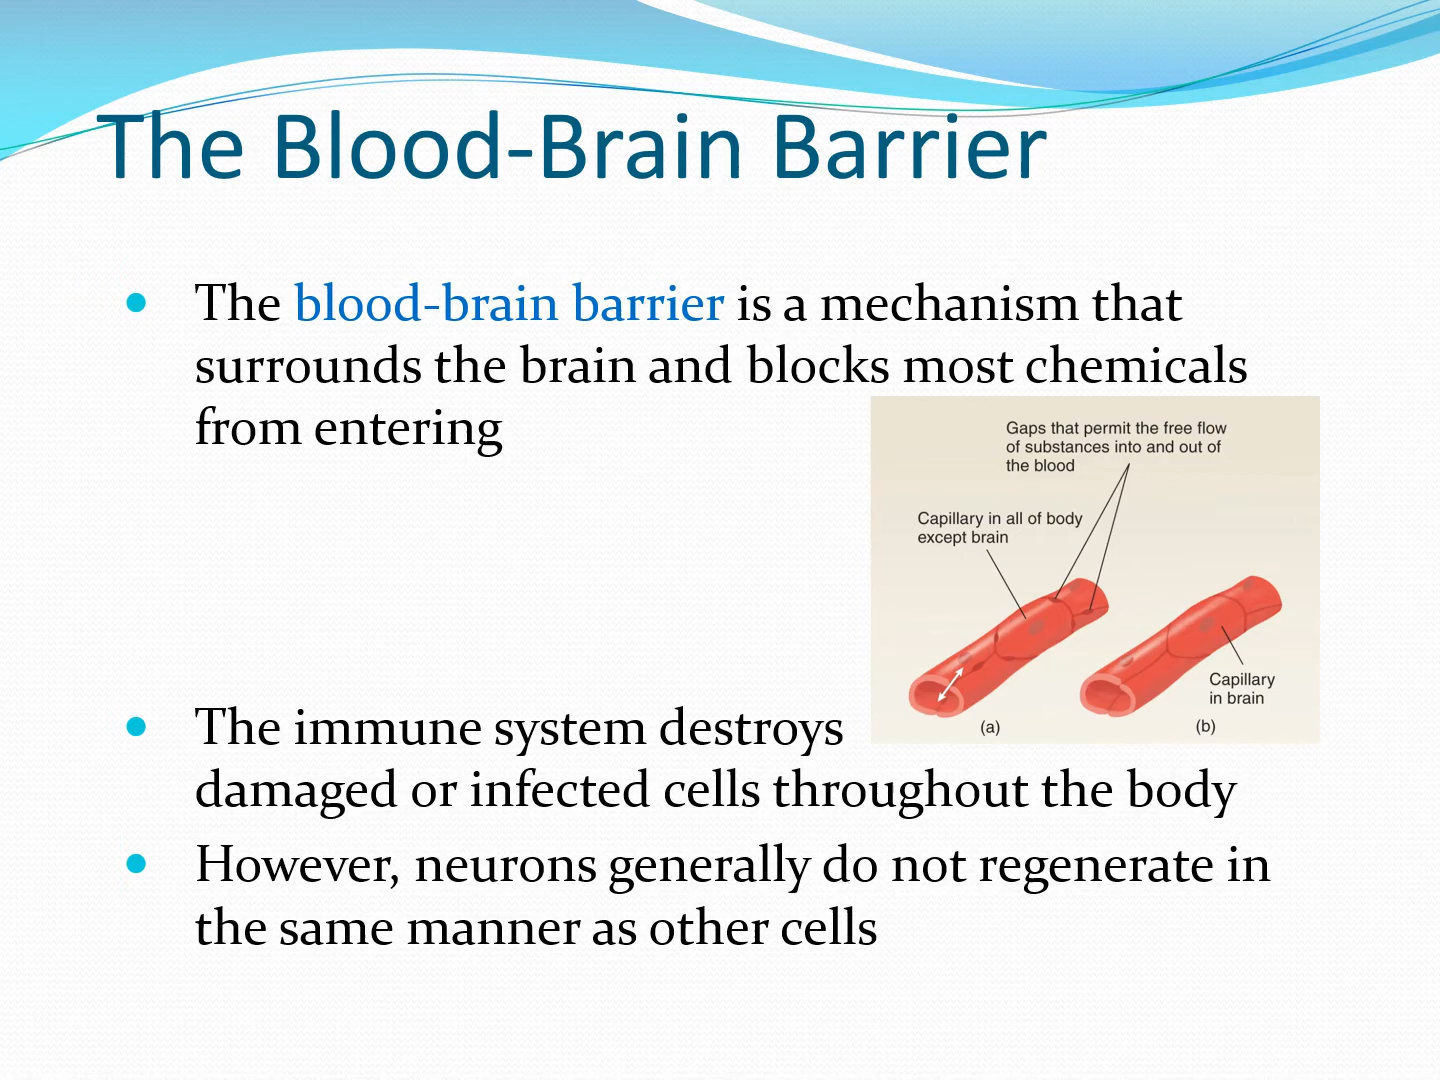 The Blood-Brain Barrier
The blood-brain barrier is a mechanism that
surrounds the brain and blocks most chemicals
from entering
Gaps that permit the free flow
of substances into and out of
the blood
Capillary in all of body
except brain
Capillary
in brain
(a)
(b)
The immune system destroys
damaged or infected cells throughout the body
However, neurons generally do not regenerate in
the same manner as other cells